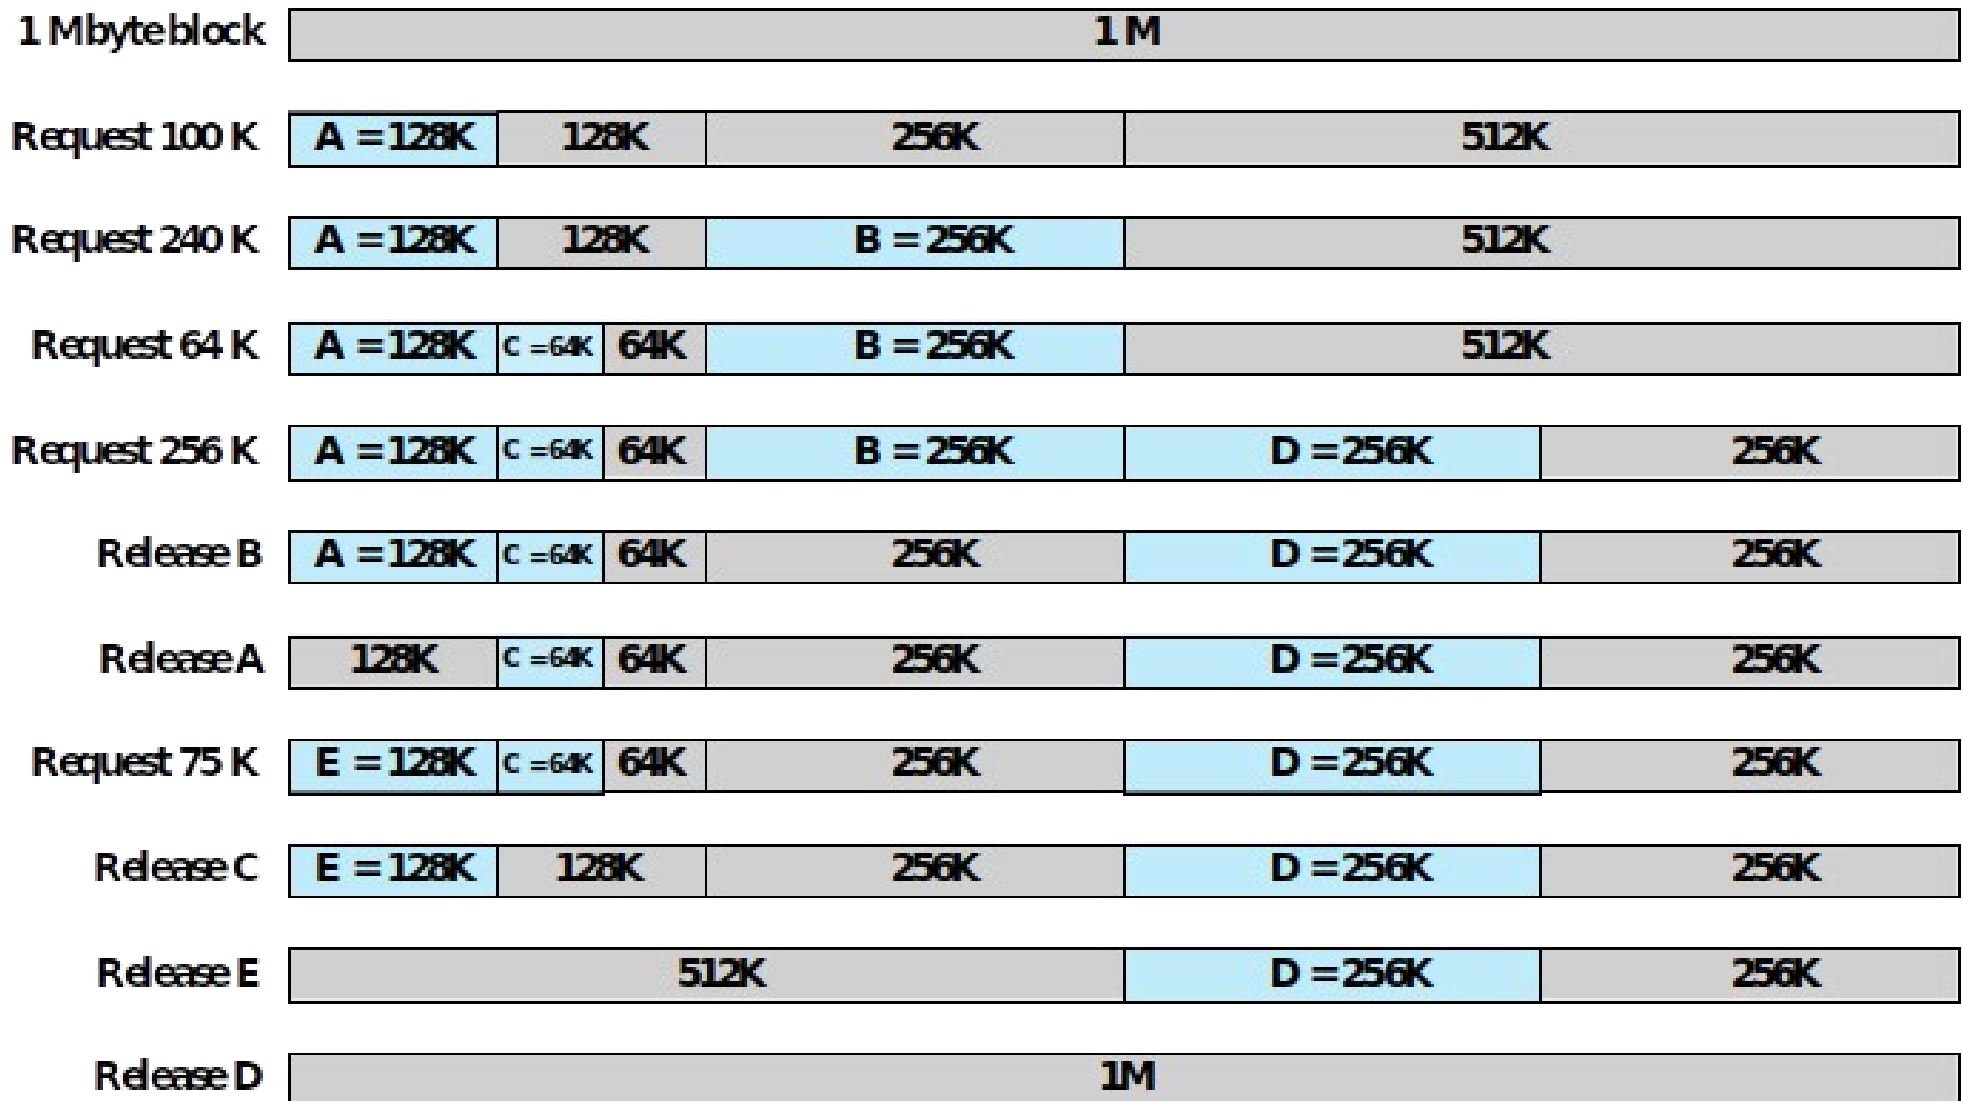 1 Mbyte block 1 M
Request 100 K A = 128K 128K 256K 512K
Request 240 K A = 128K 128K B = 256K 512K
Request 64 K A = 128K C = 64K 64K B = 256K 512K
Request 256 K A = 128K C = 64K 64K B = 256K D = 256K 256K
Release B A = 128K C = 64K 64K 256K D = 256K 256K
Release A 128K C = 64K 64K 256K D = 256K 256K
Request 75 K E = 128K C = 64K 64K 256K D = 256K 256K
Release C E = 128K 128K 256K D = 256K 256K
Release E 512K D = 256K 256K
Release D 1M